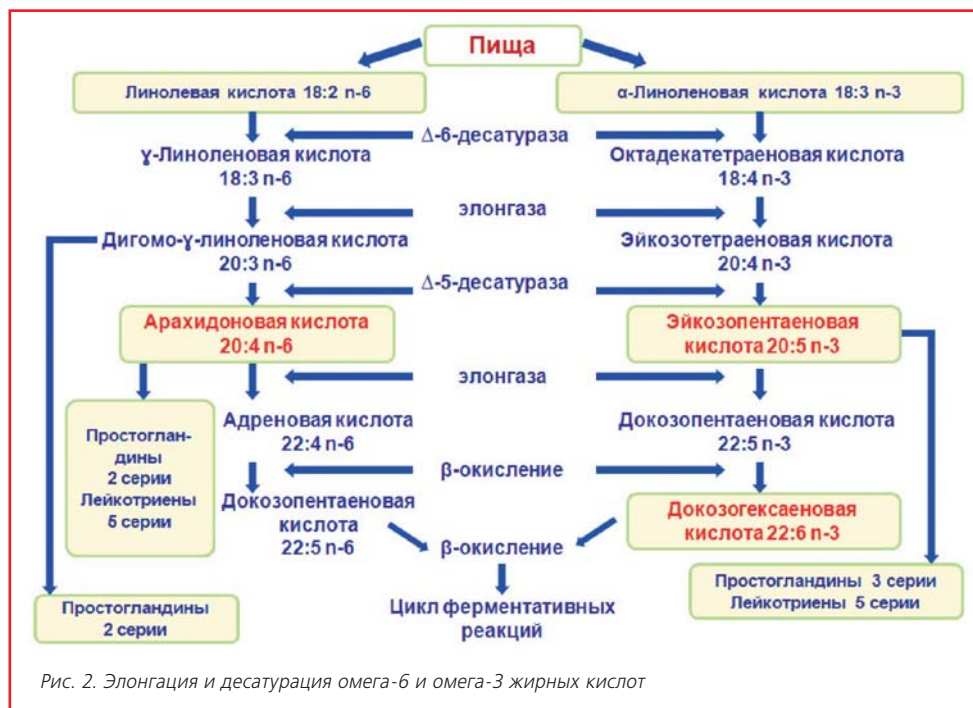 Пища
Линолевая кислота 18:2 n-6
α-Линоленовая кислота 18:3 n-3
Δ-6-десатураза
ɣ-Линоленовая кислота
18:3 n-6
Октадекатетраеновая кислота
18:4 n-3
элонгаза
Дигомо-ɣ-линоленовая кислота
20:3 n-6
Эйкозотетраеновая кислота
20:4 n-3
Δ-5-десатураза
Арахидоновая кислота
20:4 n-6
Эйкозопентаеновая
кислота 20:5 n-3
элонгаза
Простоглан-
дины
2 серии
Лейкотриены
5 серии
Адреновая кислота
22:4 n-6
Докозопентаеновая кислота
22:5 n-3
β-окисление
Докозопентаеновая
кислота
22:5 n-6
Докозогексаеновая
кислота 22:6 n-3
β-окисление
Простогландины 3 серии
Лейкотриены 5 серии
Простогландины
2 серии
Цикл ферментативных
реакций
Рис. 2. Элонгация и десатурация омега-6 и омега-3 жирных кислот